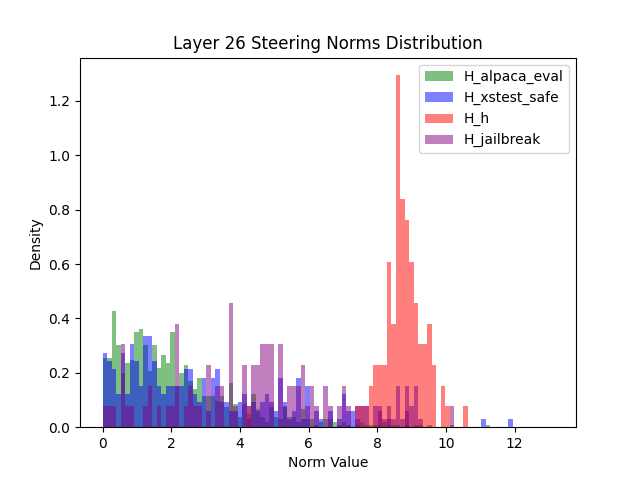 Layer 26 Steering Norms Distribution
H_alpaca_eval
H_xstest_safe
H_h
H_jailbreak
Density
1.2
1.0
0.8
0.6
0.4
0.2
0.0
0 2 4 6 8 10 12
Norm Value